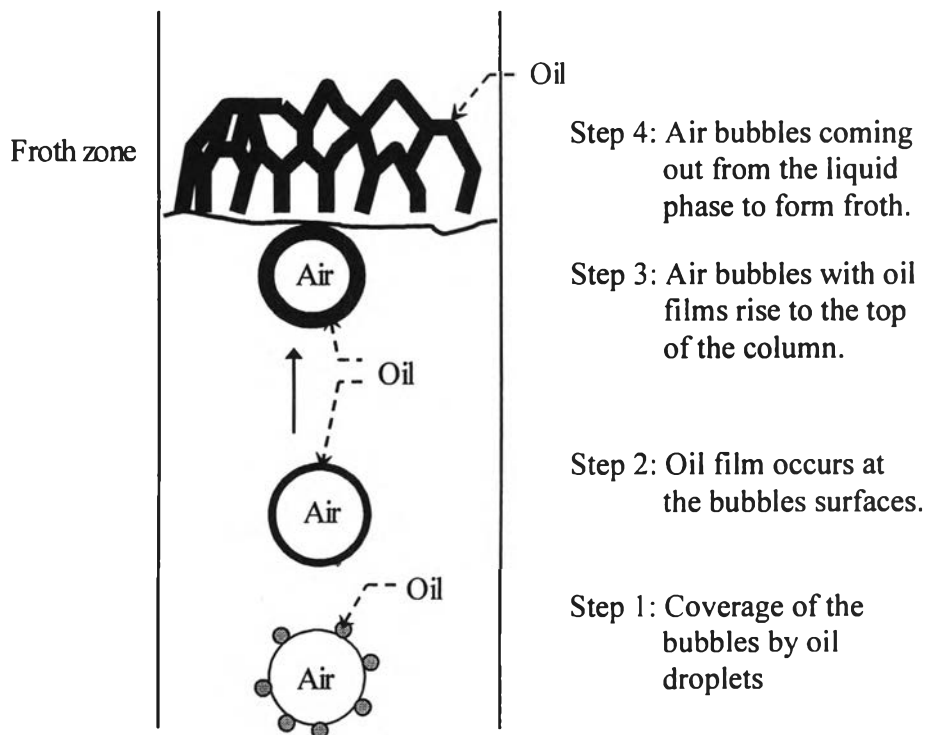 Oil
Froth zone
Step 4: Air bubbles coming
out from the liquid
phase to form froth.
Air
Step 3: Air bubbles with oil
films rise to the top
of the column.
Oil
Step 2: Oil film occurs at
the bubbles surfaces.
Air
Oil
Step 1: Coverage of the
bubbles by oil
droplets
Air